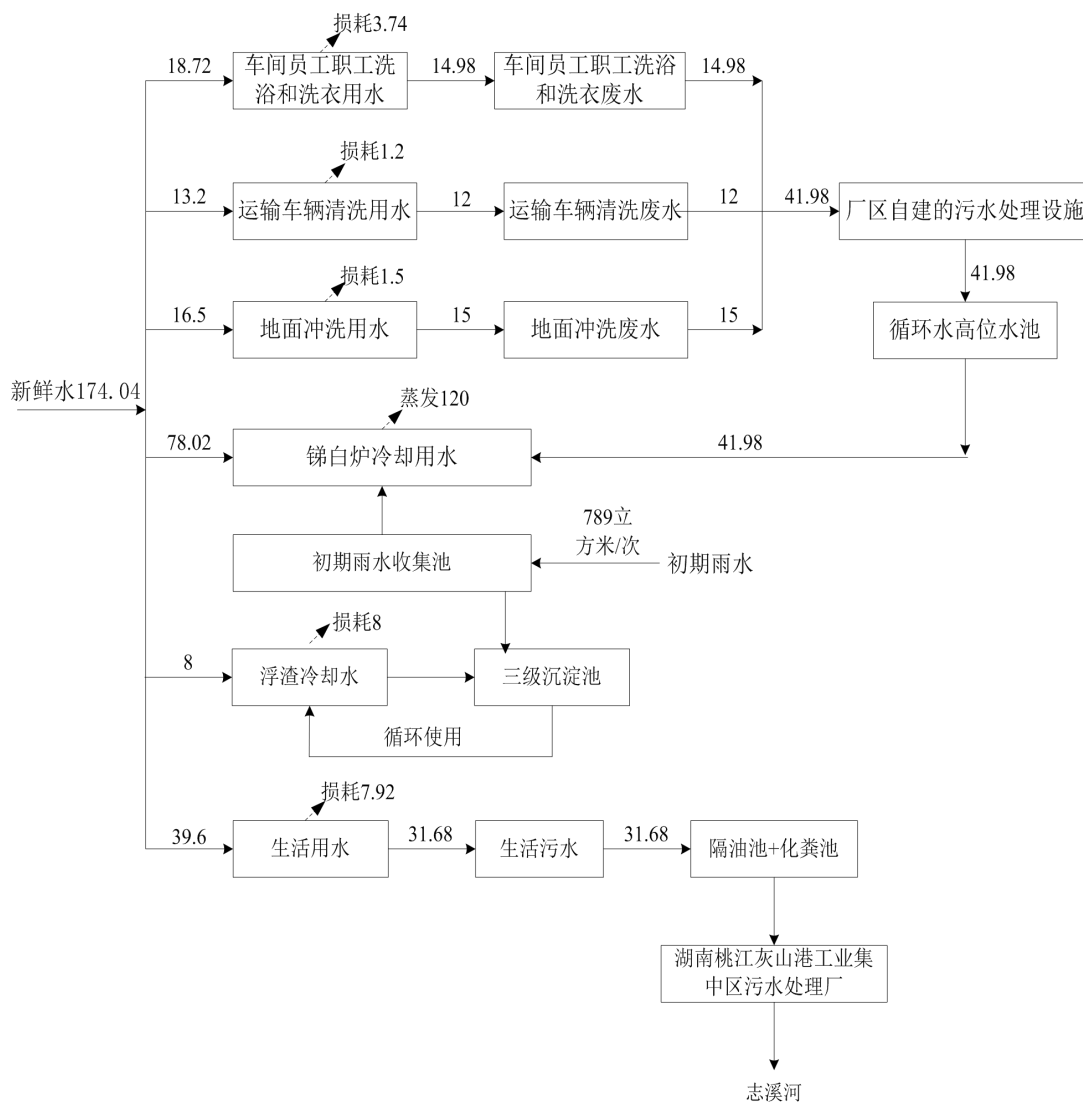 损耗3.74
18.72
车间员工职工洗
浴和洗衣用水
14.98
车间员工职工洗浴
和洗衣废水
14.98
损耗1.2
13.2
运输车辆清洗用水
12
运输车辆清洗废水
12
41.98
厂区自建的污水处理设施
41.98
损耗1.5
16.5
地面冲洗用水
15
地面冲洗废水
15
循环水高位水池
新鲜水174.04
蒸发120
78.02
锑白炉冷却用水
41.98
789立
方米/次
初期雨水收集池
初期雨水
损耗8
8
浮渣冷却水
三级沉淀池
循环使用
损耗7.92
39.6
生活用水
31.68
生活污水
31.68
隔油池+化粪池
湖南桃江灰山港工业集
中区污水处理厂
志溪河